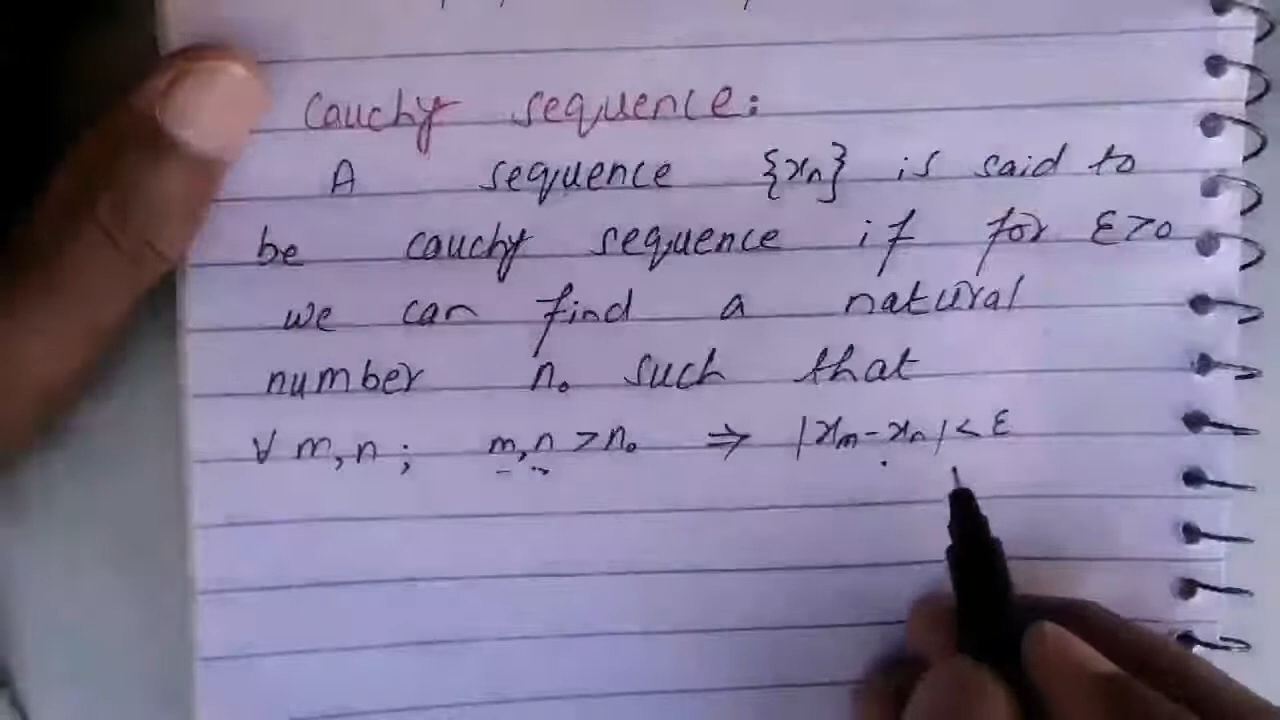 Cauchy sequence:
A sequence {xₙ} is said to
be cauchy sequence if for ε>0
we can find a natural
number n₀ such that
∀ m,n; m,n >n₀ ⇒ |xₘ-xₙ|<ε